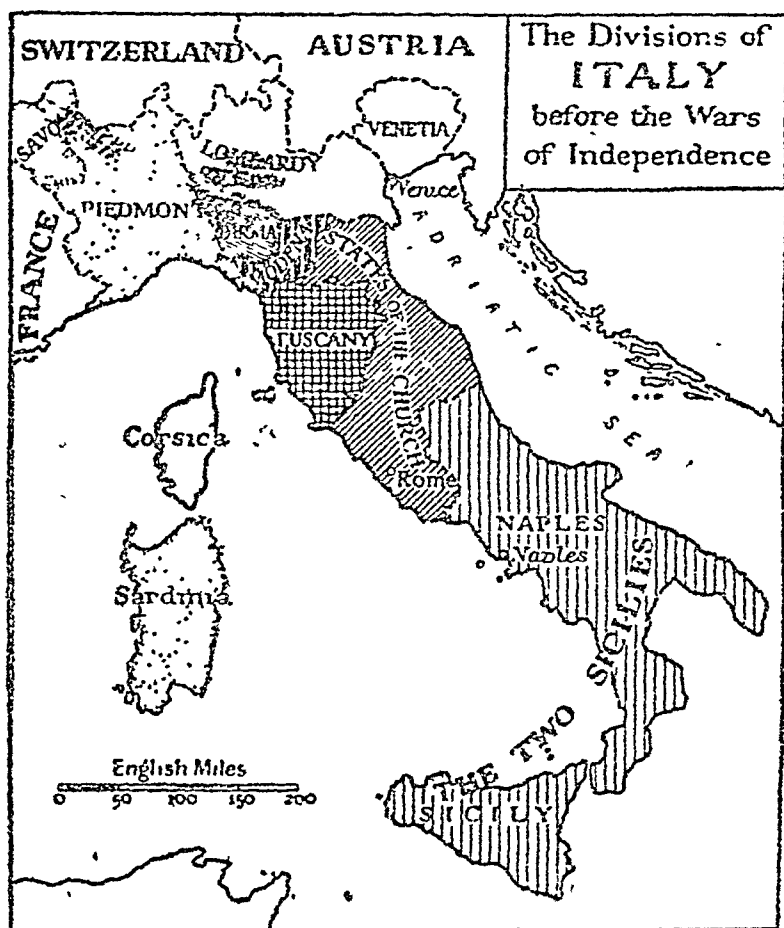 The Divisions of
ITALY
before the Wars
of Independence
SWITZERLAND
AUSTRIA
SAVOY
LOMBARDY
VENETIA
Venice
PIEDMONT
FRANCE
STATES OF THE CHURCH
TUSCANY
ADRIATIC SEA
Corsica
Rome
NAPLES
Naples
Sardinia
THE TWO SICILIES
SICILY
English Miles
0 50 100 150 200